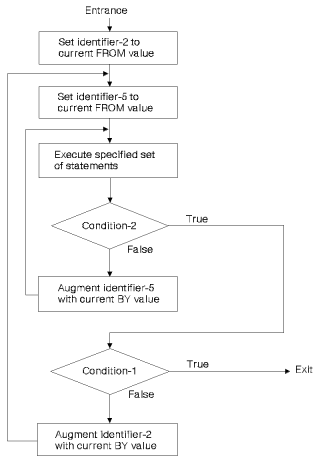 Entrance
Set identifier-2 to
current FROM value
Set identifier-5 to
current FROM value
Execute specified set
of statements
Condition-2
True
False
Augment identifier-5
with current BY value
Condition-1
True
Exit
False
Augment identifier-2
with current BY value